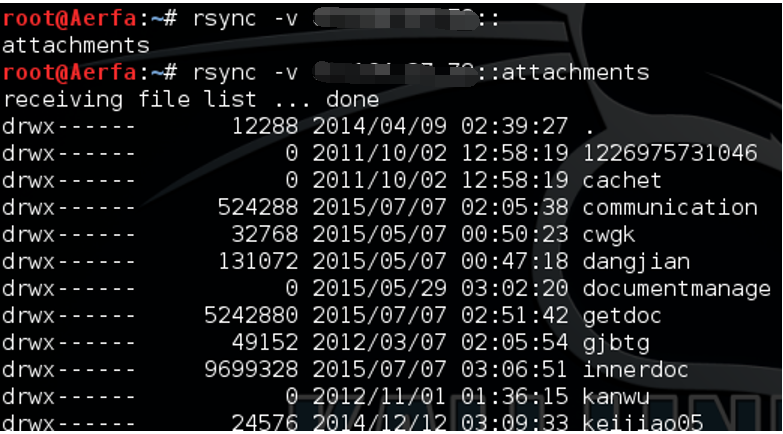 root@Aerfa:~# rsync -v ::
attachments
root@Aerfa:~# rsync -v ::attachments
receiving file list ... done
drwx------ 12288 2014/04/09 02:39:27 .
drwx------ 0 2011/10/02 12:58:19 1226975731046
drwx------ 0 2011/10/02 12:58:19 cachet
drwx------ 524288 2015/07/07 02:05:38 communication
drwx------ 32768 2015/05/07 00:50:23 cwgk
drwx------ 131072 2015/05/07 00:47:18 dangjian
drwx------ 0 2015/05/29 03:02:20 documentmanage
drwx------ 5242880 2015/07/07 02:51:42 getdoc
drwx------ 49152 2012/03/07 02:05:54 gjbtg
drwx------ 9699328 2015/07/07 03:06:51 innerdoc
drwx------ 0 2012/11/01 01:36:15 kanwu
drwx------ 24576 2014/12/12 03:09:33 keijiao05